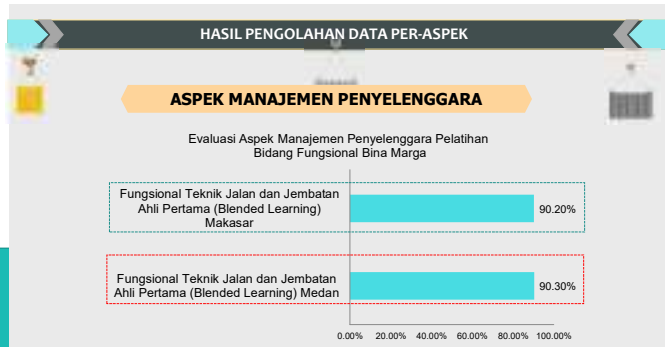 HASIL PENGOLAHAN DATA PER-ASPEK
ASPEK MANAJEMEN PENYELENGGARA
Evaluasi Aspek Manajemen Penyelenggara Pelatihan
Bidang Fungsional Bina Marga
Fungsional Teknik Jalan dan Jembatan
Ahli Pertama (Blended Learning)
Makasar
90.20%
Fungsional Teknik Jalan dan Jembatan
Ahli Pertama (Blended Learning) Medan
90.30%
0.00% 20.00% 40.00% 60.00% 80.00% 100.00%